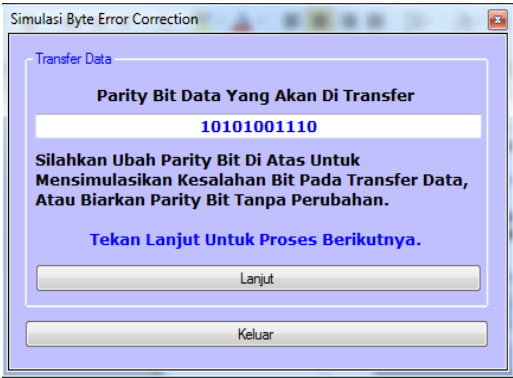 Simulasi Byte Error Correction
Transfer Data
Parity Bit Data Yang Akan Di Transfer
10101001110
Silahkan Ubah Parity Bit Di Atas Untuk
Mensimulasikan Kesalahan Bit Pada Transfer Data,
Atau Biarkan Parity Bit Tanpa Perubahan.
Tekan Lanjut Untuk Proses Berikutnya.
Lanjut
Keluar